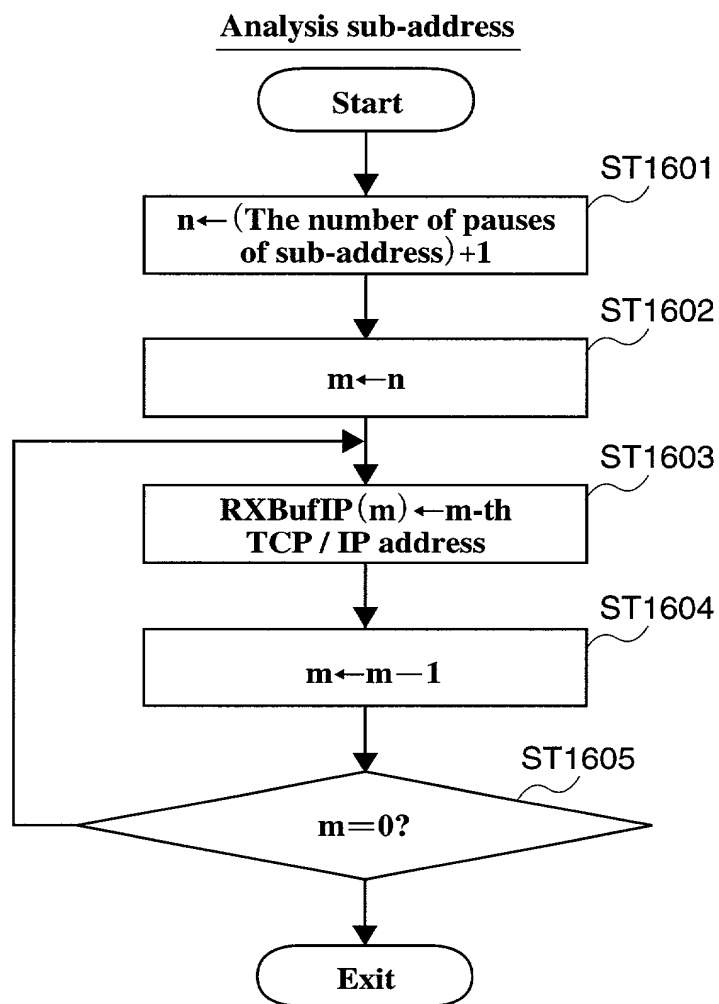 Analysis sub-address
Start
ST1601
n←(The number of pauses
of sub-address)+1
ST1602
m←n
ST1603
RXBufIP(m)←m-th
TCP / IP address
ST1604
m←m−1
ST1605
m=0?
Exit